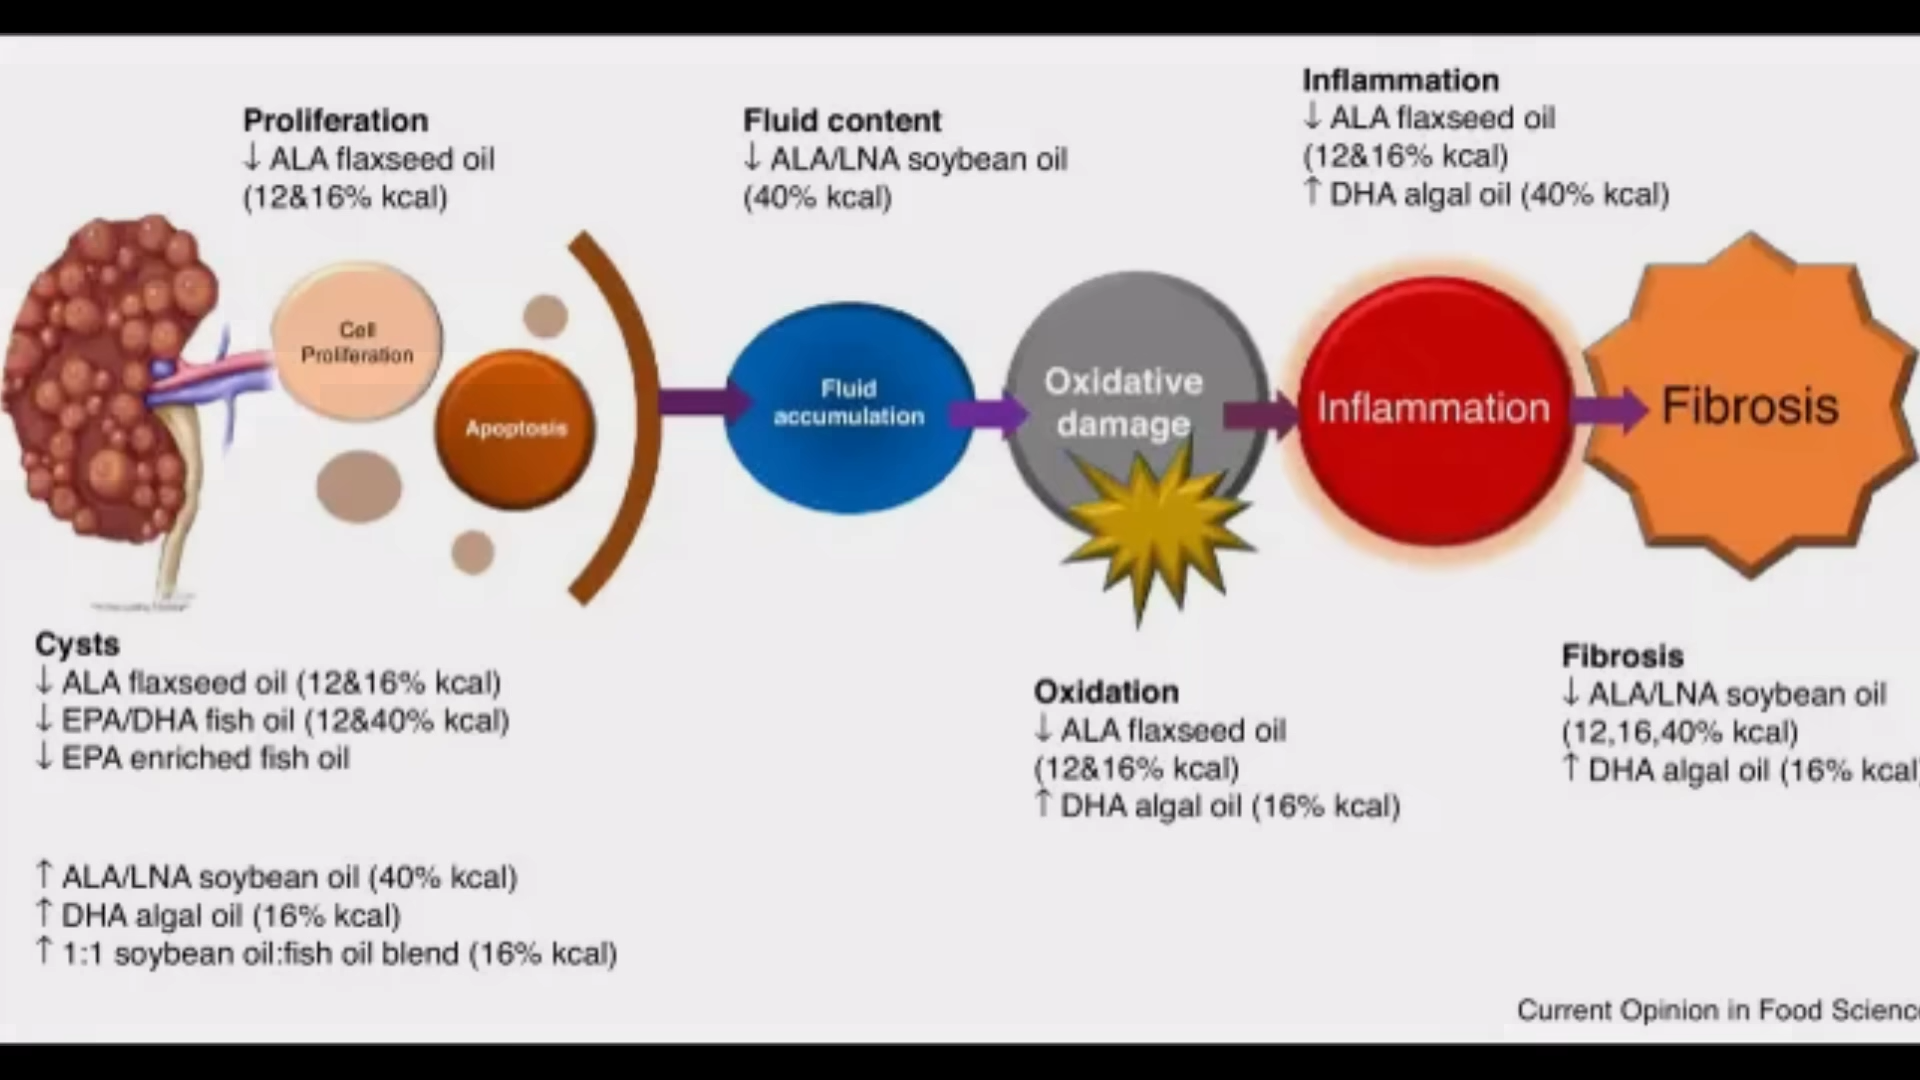 Proliferation
↓ ALA flaxseed oil
(12&16% kcal)
Fluid content
↓ ALA/LNA soybean oil
(40% kcal)
Inflammation
↓ ALA flaxseed oil
(12&16% kcal)
↑ DHA algal oil (40% kcal)
Cell
Proliferation
Apoptosis
Fluid
accumulation
Oxidative
damage
Inflammation
Fibrosis
Cysts
↓ ALA flaxseed oil (12&16% kcal)
↓ EPA/DHA fish oil (12&40% kcal)
↓ EPA enriched fish oil
↑ ALA/LNA soybean oil (40% kcal)
↑ DHA algal oil (16% kcal)
↑ 1:1 soybean oil:fish oil blend (16% kcal)
Oxidation
↓ ALA flaxseed oil
(12&16% kcal)
↑ DHA algal oil (16% kcal)
Fibrosis
↓ ALA/LNA soybean oil
(12,16,40% kcal)
↑ DHA algal oil (16% kcal)
Current Opinion in Food Science